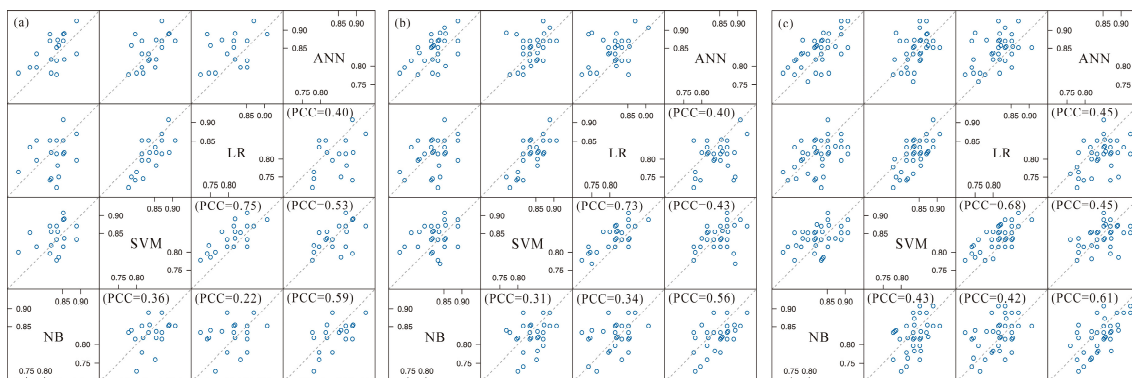 (a)
0.85 0.90
0.90
0.85
ANN
0.80
0.75
0.75 0.80
(PCC=0.40)
0.85 0.00
0.85
LR
0.80
0.75
0.75 0.80
(PCC=0.75)
(PCC=0.53)
0.85 0.90
0.90
0.85
SVM
0.80
0.76
0.75 0.80
(PCC=0.36)
(PCC=0.22)
(PCC=0.59)
0.85 0.90
0.90
0.85
NB
0.80
0.75
0.75 0.80
(b)
0.85 0.90
0.90
0.85
ANN
0.80
0.75
0.75 0.80
(PCC=0.40)
0.85 0.00
0.85
LR
0.80
0.75
0.75 0.80
(PCC=0.73)
(PCC=0.43)
0.85 0.90
0.90
0.85
SVM
0.80
0.76
0.75 0.80
(PCC=0.31)
(PCC=0.34)
(PCC=0.56)
0.85 0.90
0.90
0.85
NB
0.80
0.75
0.75 0.80
(c)
0.85 0.90
0.90
0.85
ANN
0.80
0.75
0.75 0.80
(PCC=0.45)
0.85 0.00
0.85
LR
0.80
0.75
0.75 0.80
(PCC=0.68)
(PCC=0.45)
0.85 0.90
0.90
0.85
SVM
0.80
0.76
0.75 0.80
(PCC=0.43)
(PCC=0.42)
(PCC=0.61)
0.85 0.90
0.90
0.85
NB
0.80
0.75
0.75 0.80